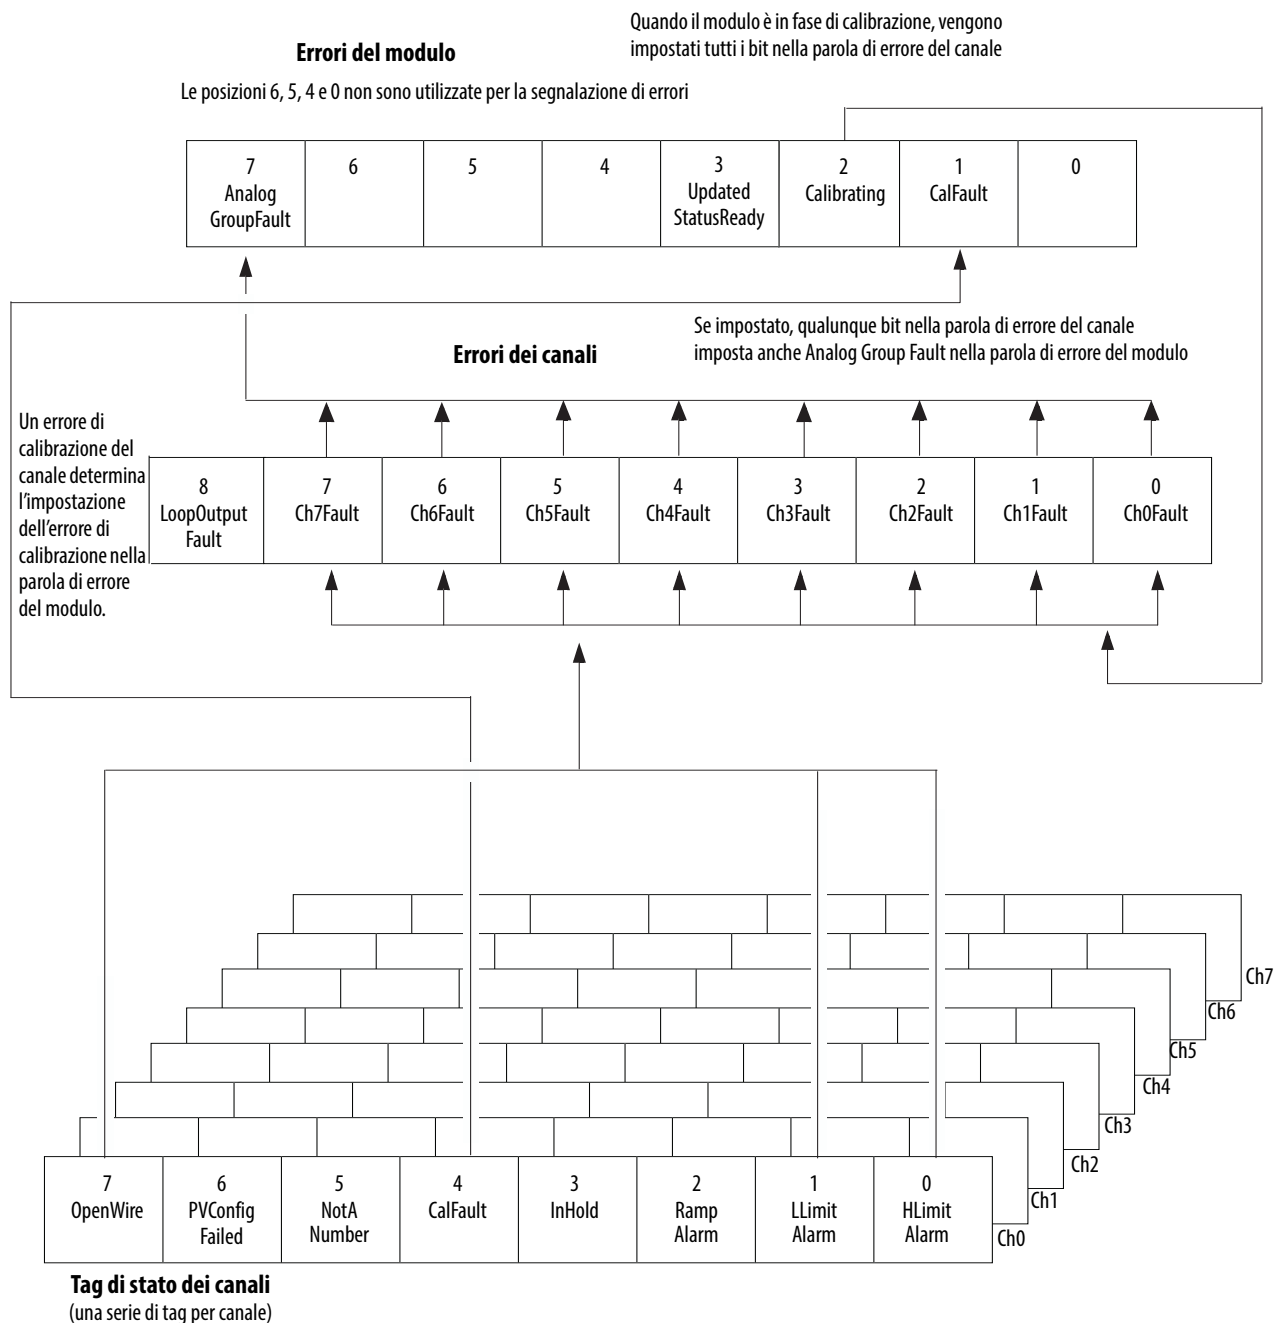 Quando il modulo è in fase di calibrazione, vengono
impostati tutti i bit nella parola di errore del canale
Errori del modulo
Le posizioni 6, 5, 4 e 0 non sono utilizzate per la segnalazione di errori
7
Analog
GroupFault
6
5
4
3
Updated
StatusReady
2
Calibrating
1
CalFault
0
Se impostato, qualunque bit nella parola di errore del canale
imposta anche Analog Group Fault nella parola di errore del modulo
Errori dei canali
Un errore di
calibrazione del
canale determina
l'impostazione
dell'errore di
calibrazione nella
parola di errore
del modulo.
8
LoopOutput
Fault
7
Ch7Fault
6
Ch6Fault
5
Ch5Fault
4
Ch4Fault
3
Ch3Fault
2
Ch2Fault
1
Ch1Fault
0
Ch0Fault
Ch7
Ch6
Ch5
Ch4
Ch3
Ch2
Ch1
Ch0
7
OpenWire
6
PVConfig
Failed
5
NotA
Number
4
CalFault
3
InHold
2
Ramp
Alarm
1
LLimit
Alarm
0
HLimit
Alarm
Tag di stato dei canali
(una serie di tag per canale)